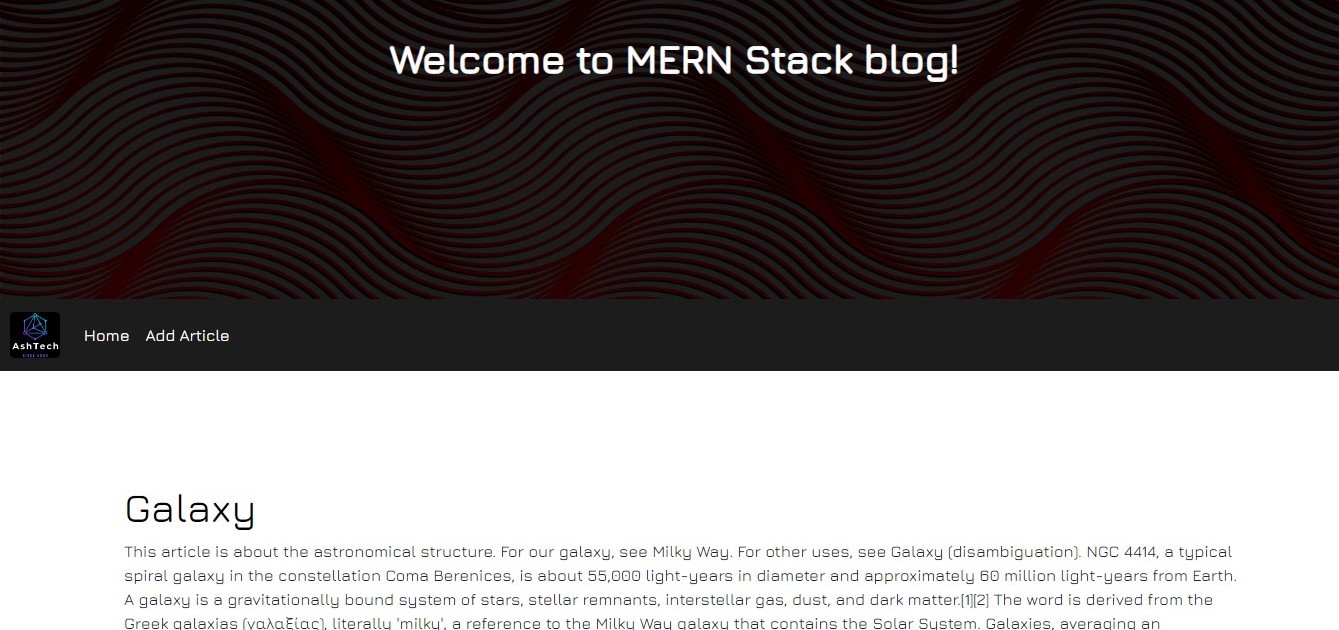 Welcome to MERN Stack blog!
AshTech
Home Add Article
Galaxy
This article is about the astronomical structure. For our galaxy, see Milky Way. For other uses, see Galaxy (disambiguation). NGC 4414, a typical
spiral galaxy in the constellation Coma Berenices, is about 55,000 light-years in diameter and approximately 60 million light-years from Earth.
A galaxy is a gravitationally bound system of stars, stellar remnants, interstellar gas, dust, and dark matter.[1][2] The word is derived from the
Greek galaxias (γαλαξίας), literally 'milky', a reference to the Milky Way galaxy that contains the Solar System. Galaxies, averaging an